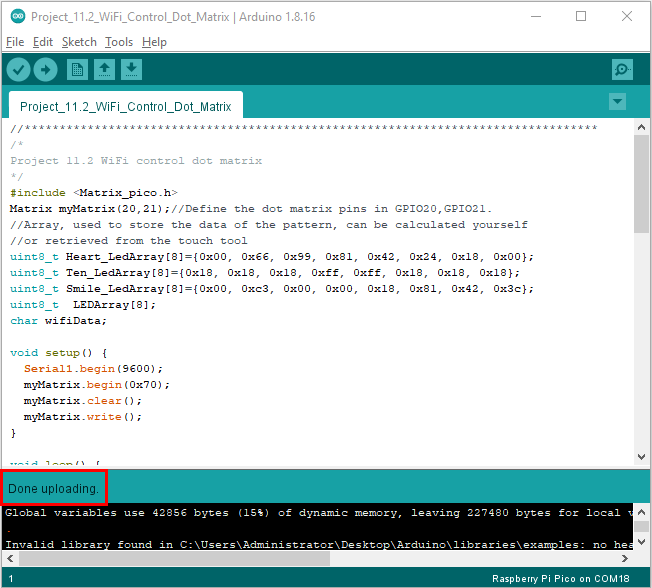 Project_11.2_WiFi_Control_Dot_Matrix | Arduino 1.8.16
File Edit Sketch Tools Help
Project_11.2_WiFi_Control_Dot_Matrix
//**********************************************************************************
/*
Project 11.2 WiFi control dot matrix
*/
#include <Matrix_pico.h>
Matrix myMatrix(20,21);//Define the dot matrix pins in GPIO20,GPIO21.
//Array, used to store the data of the pattern, can be calculated yourself
//or retrieved from the touch tool
uint8_t Heart_LedArray[8]={0x00, 0x66, 0x99, 0x81, 0x42, 0x24, 0x18, 0x00};
uint8_t Ten_LedArray[8]={0x18, 0x18, 0x18, 0xff, 0xff, 0x18, 0x18, 0x18};
uint8_t Smile_LedArray[8]={0x00, 0xc3, 0x00, 0x00, 0x18, 0x81, 0x42, 0x3c};
uint8_t  LEDArray[8];
char wifiData;
void setup() {
Serial1.begin(9600);
myMatrix.begin(0x70);
myMatrix.clear();
myMatrix.write();
}
void loop() {
Done uploading.
Global variables use 42856 bytes (15%) of dynamic memory, leaving 227480 bytes for local v
.
Invalid library found in C:\Users\Administrator\Desktop\Arduino\libraries\examples: no hea
1
Raspberry Pi Pico on COM18